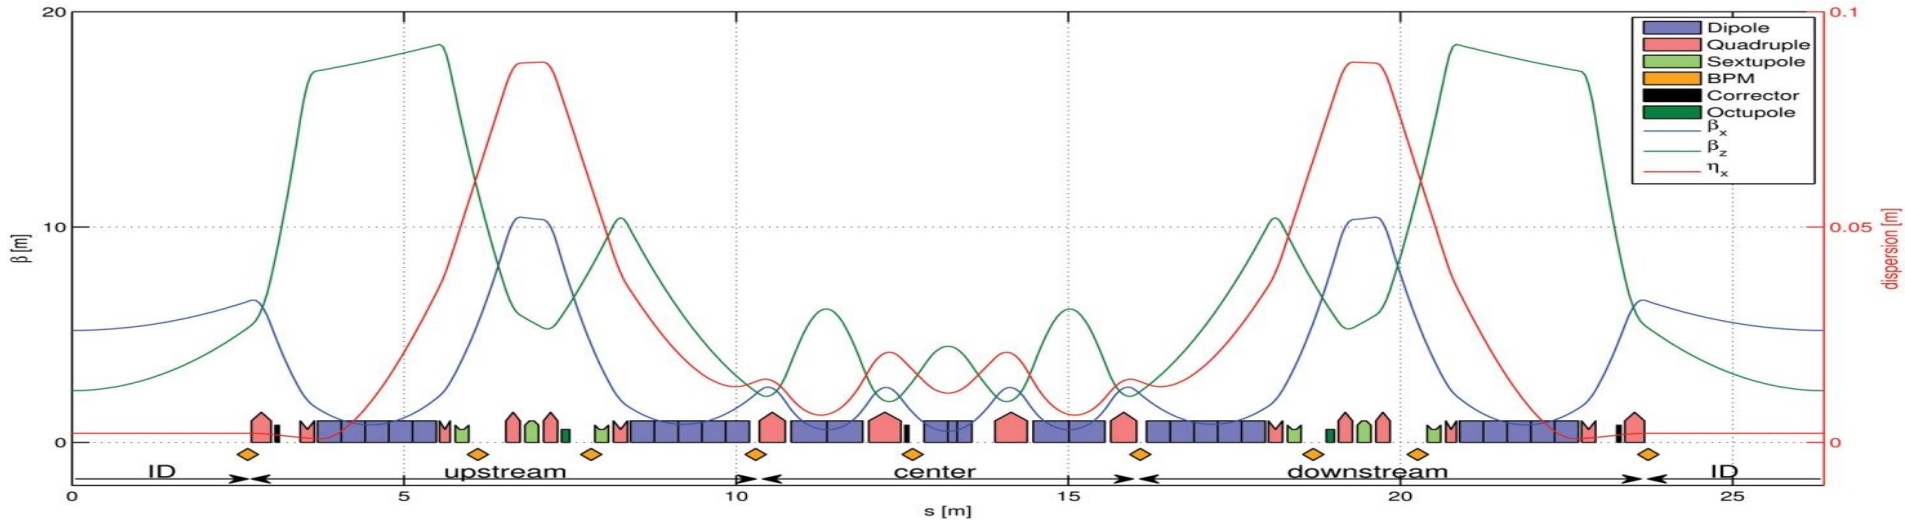 20
10
0
β [m]
0.1
0.05
0
dispersion [m]
Dipole
Quadruple
Sextupole
BPM
Corrector
Octupole
βx
βz
ηx
ID upstream center downstream ID
0 5 10 15 20 25
s [m]